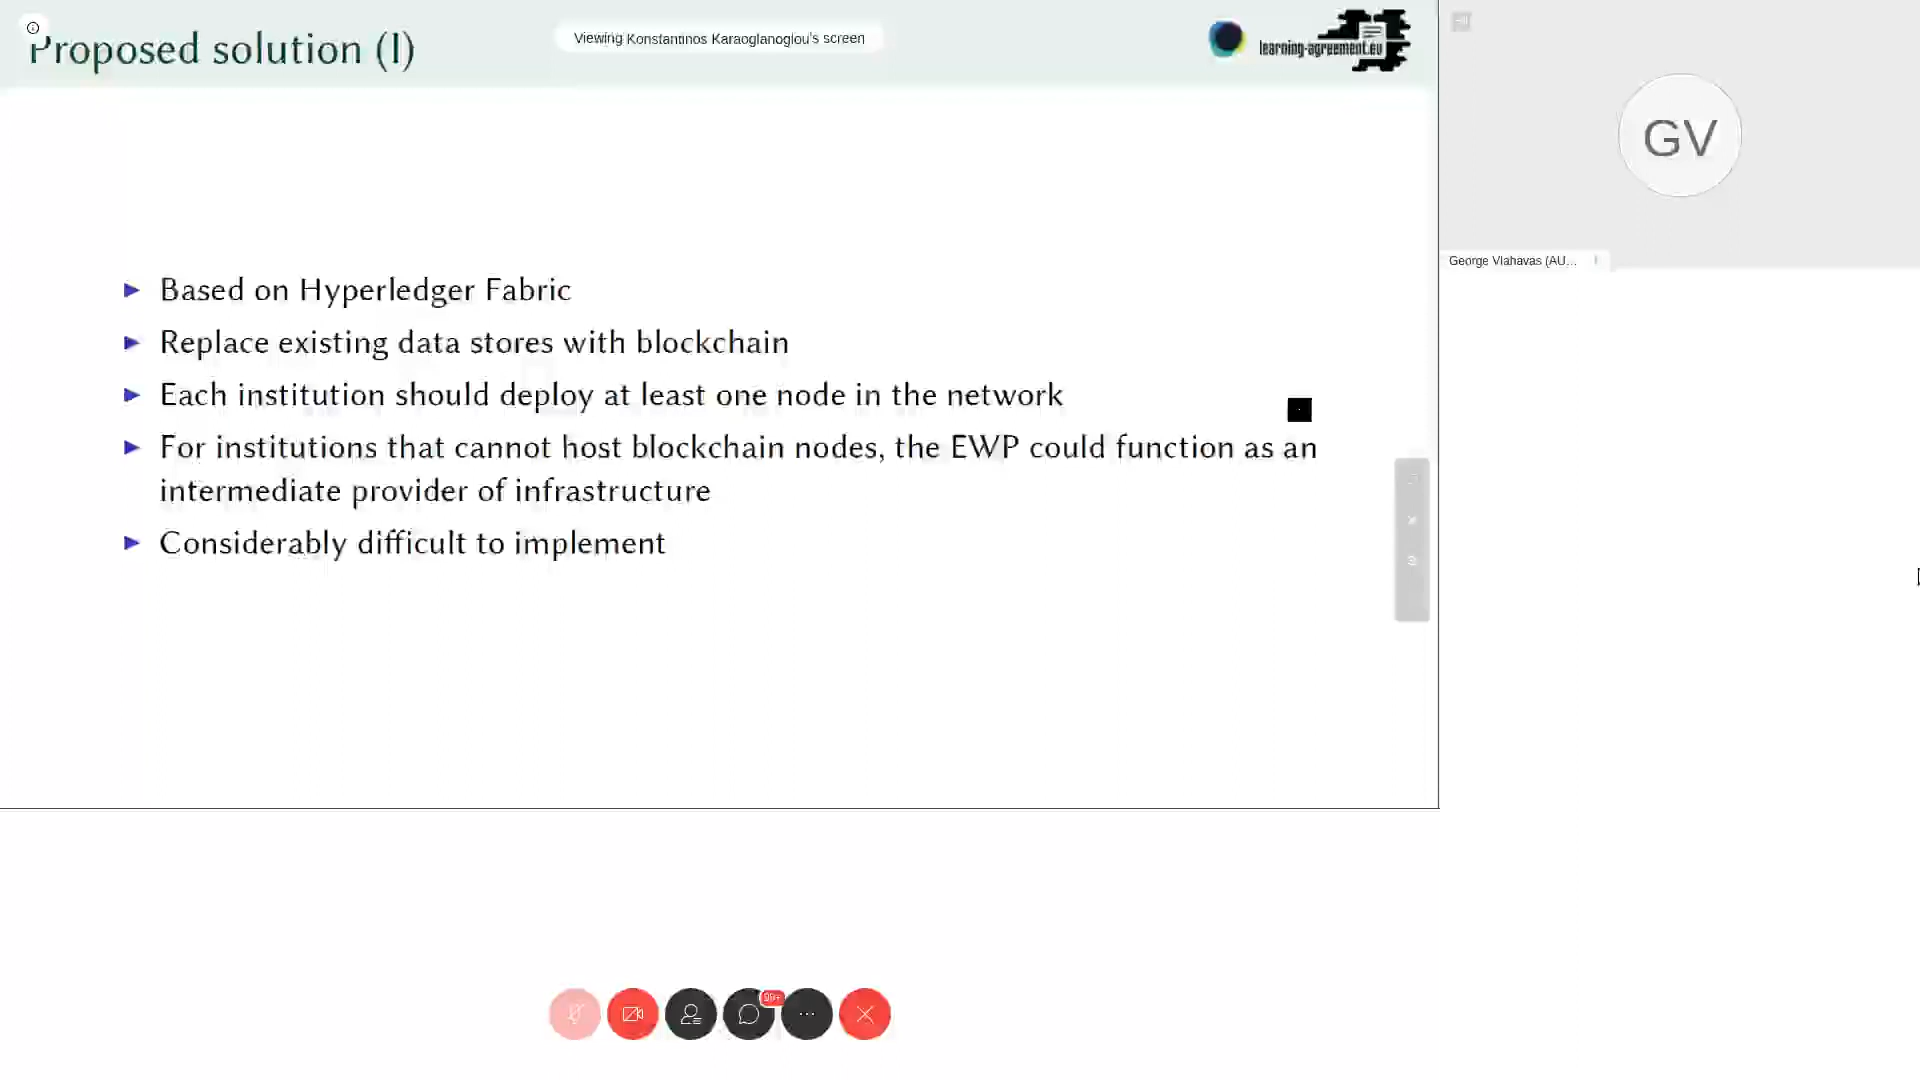 Proposed solution (I)
Viewing Konstantinos Karaoglanoglou's screen
learning-agreement.eu
GV
George Vlahavas (AU...
Based on Hyperledger Fabric
Replace existing data stores with blockchain
Each institution should deploy at least one node in the network
For institutions that cannot host blockchain nodes, the EWP could function as an
intermediate provider of infrastructure
Considerably difficult to implement
99+